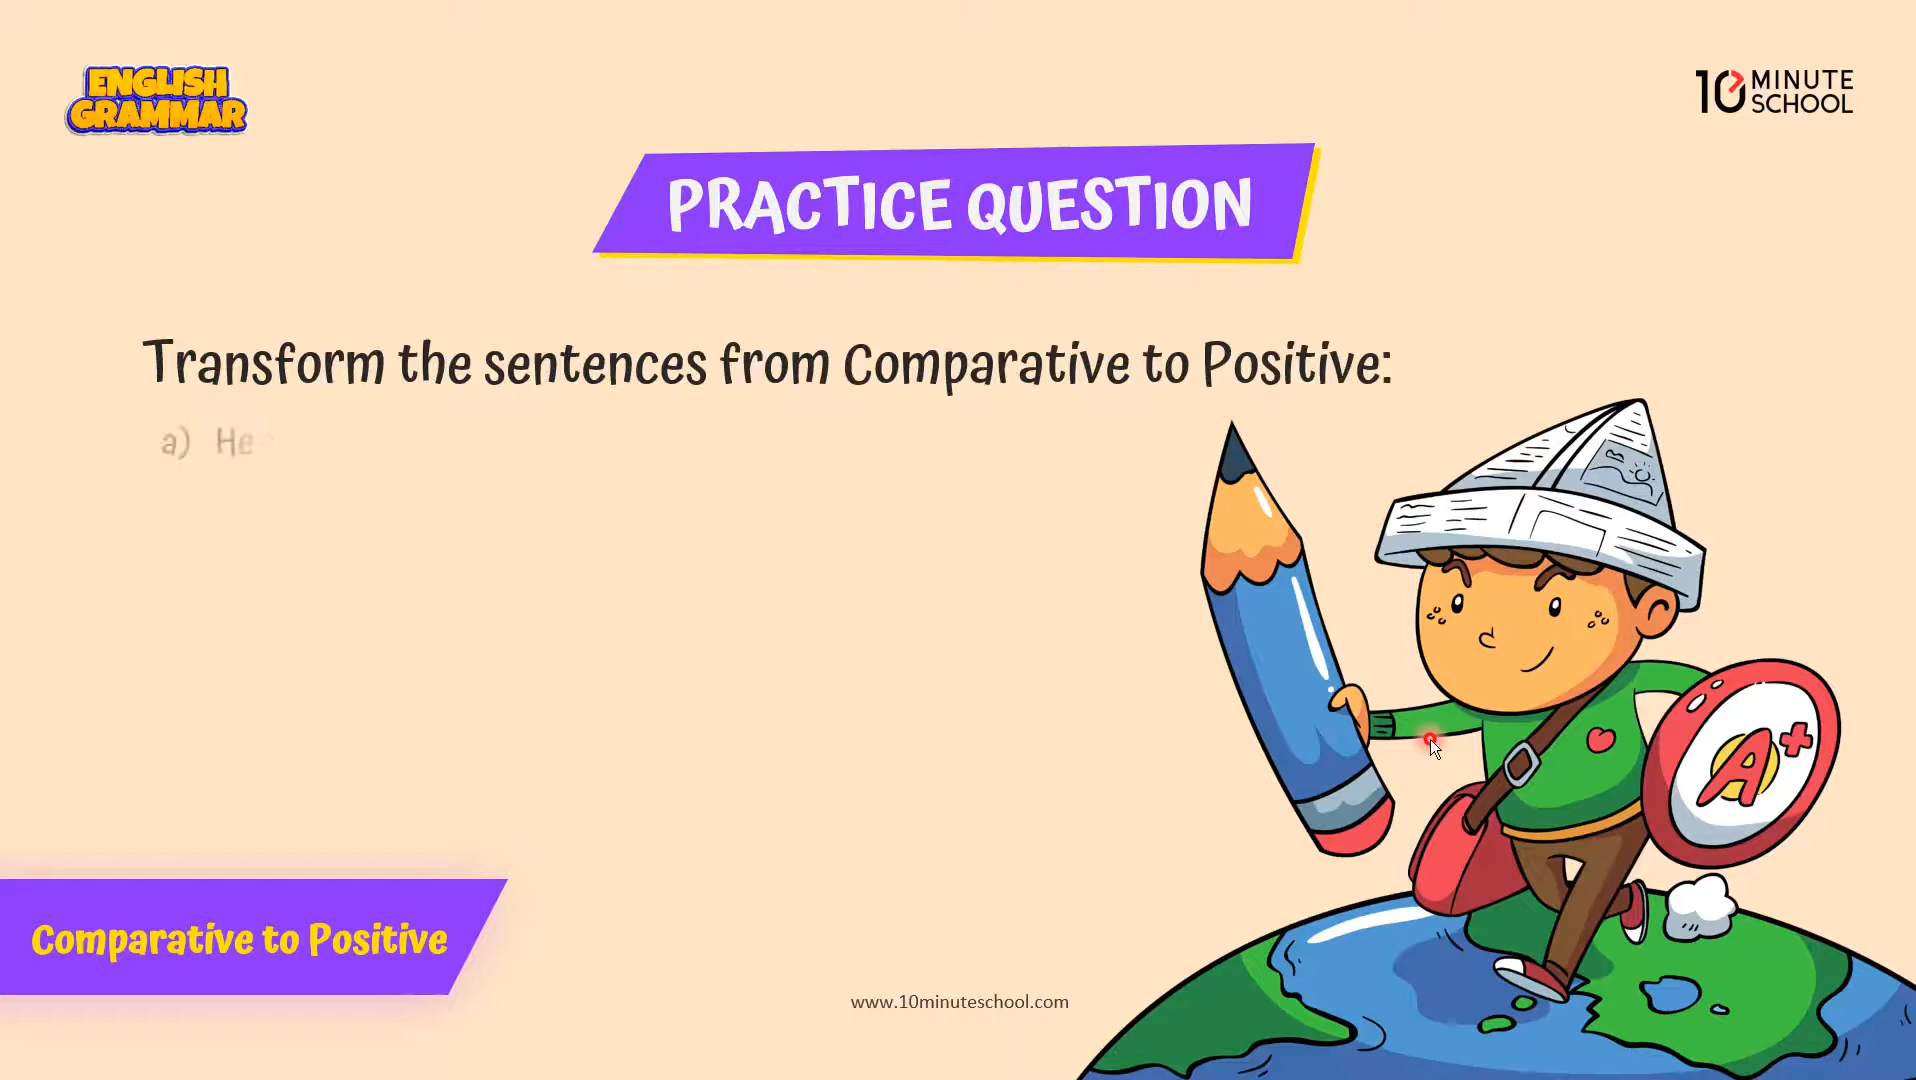 ENGLISH
GRAMMAR
10 MINUTE
SCHOOL
PRACTICE QUESTION
Transform the sentences from Comparative to Positive:
a) He
A+
Comparative to Positive
www.10minuteschool.com